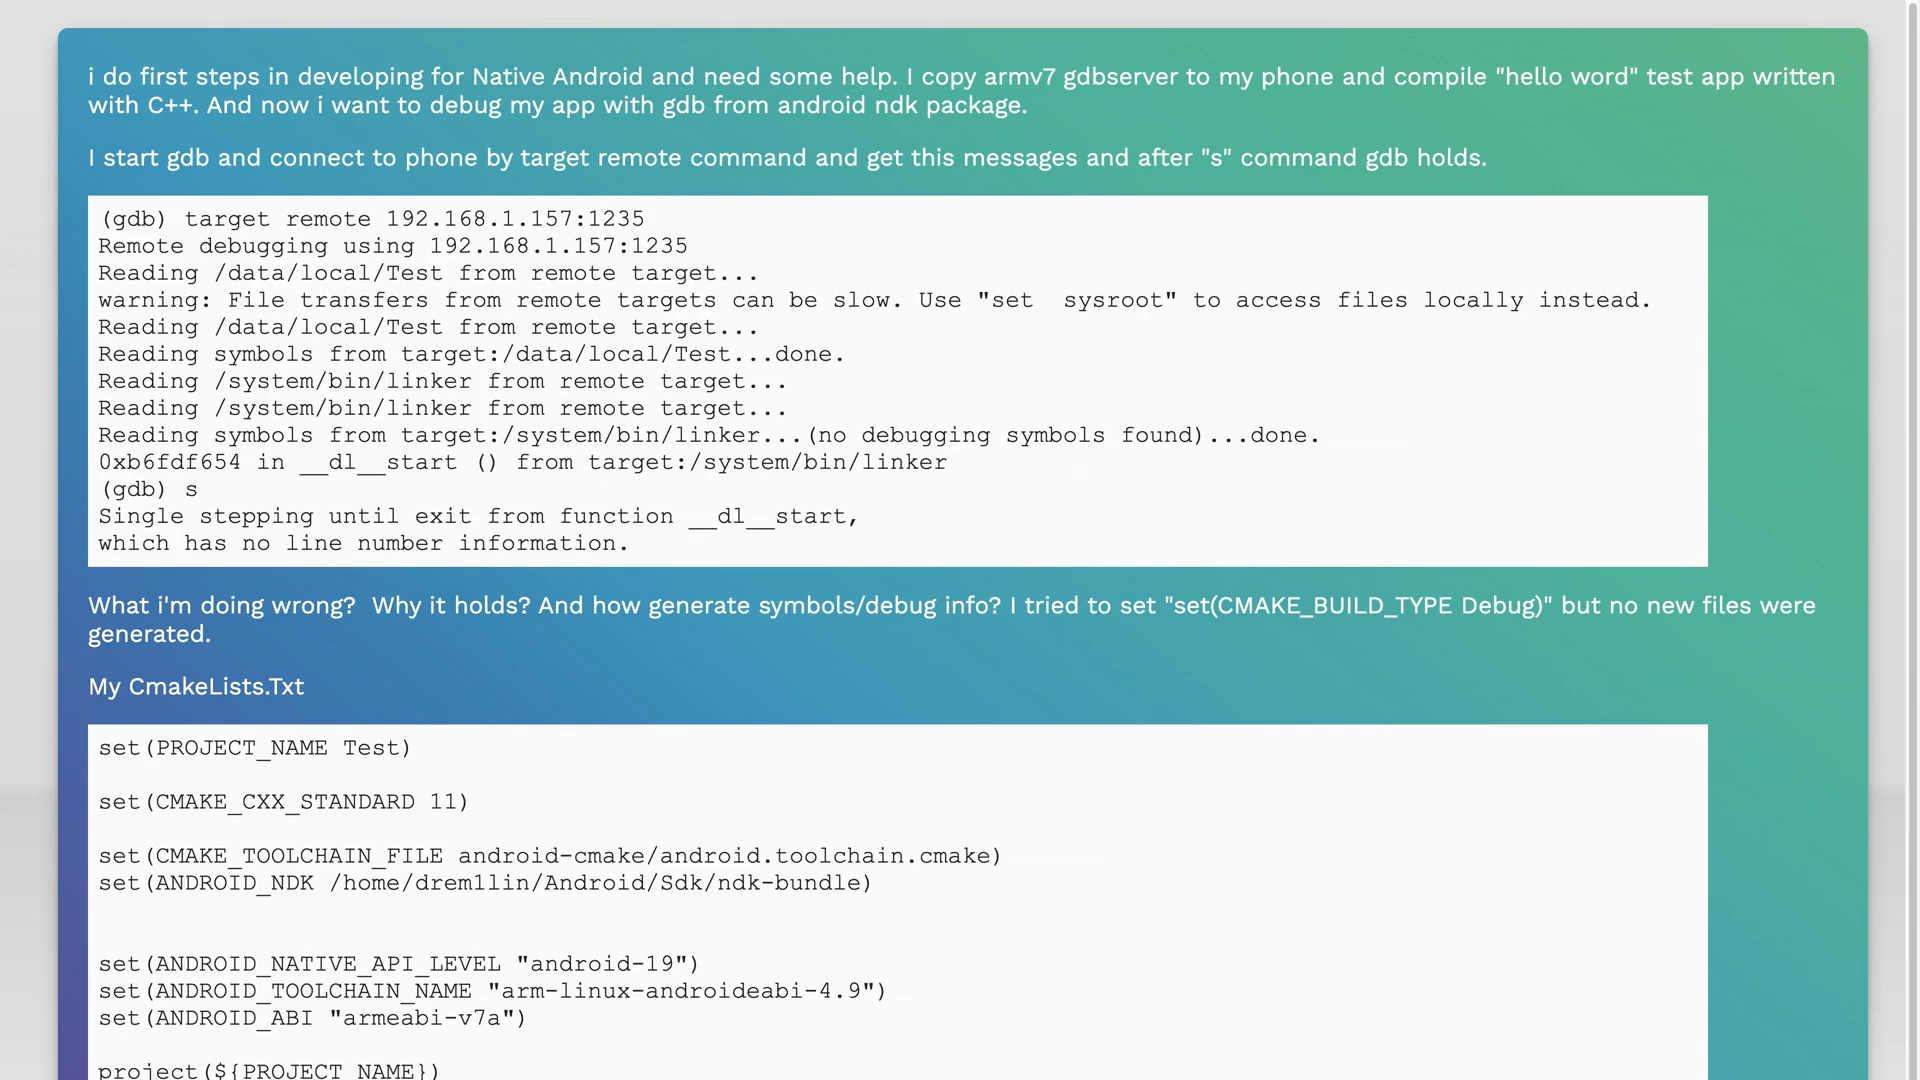 i do first steps in developing for Native Android and need some help. I copy armv7 gdbserver to my phone and compile "hello word" test app written
with C++. And now i want to debug my app with gdb from android ndk package.
I start gdb and connect to phone by target remote command and get this messages and after "s" command gdb holds.
(gdb) target remote 192.168.1.157:1235
Remote debugging using 192.168.1.157:1235
Reading /data/local/Test from remote target...
warning: File transfers from remote targets can be slow. Use "set  sysroot" to access files locally instead.
Reading /data/local/Test from remote target...
Reading symbols from target:/data/local/Test...done.
Reading /system/bin/linker from remote target...
Reading /system/bin/linker from remote target...
Reading symbols from target:/system/bin/linker...(no debugging symbols found)...done.
0xb6fdf654 in __dl__start () from target:/system/bin/linker
(gdb) s
Single stepping until exit from function __dl__start,
which has no line number information.
What i'm doing wrong?  Why it holds? And how generate symbols/debug info? I tried to set "set(CMAKE_BUILD_TYPE Debug)" but no new files were
generated.
My CmakeLists.Txt
set(PROJECT_NAME Test)
set(CMAKE_CXX_STANDARD 11)
set(CMAKE_TOOLCHAIN_FILE android-cmake/android.toolchain.cmake)
set(ANDROID_NDK /home/drem1lin/Android/Sdk/ndk-bundle)
set(ANDROID_NATIVE_API_LEVEL "android-19")
set(ANDROID_TOOLCHAIN_NAME "arm-linux-androideabi-4.9")
set(ANDROID_ABI "armeabi-v7a")
project(${PROJECT_NAME})